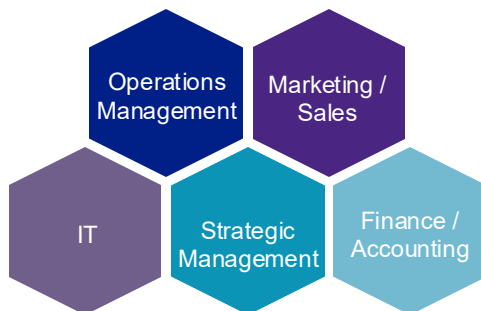 Operations
Management
Marketing /
Sales
IT
Strategic
Management
Finance /
Accounting